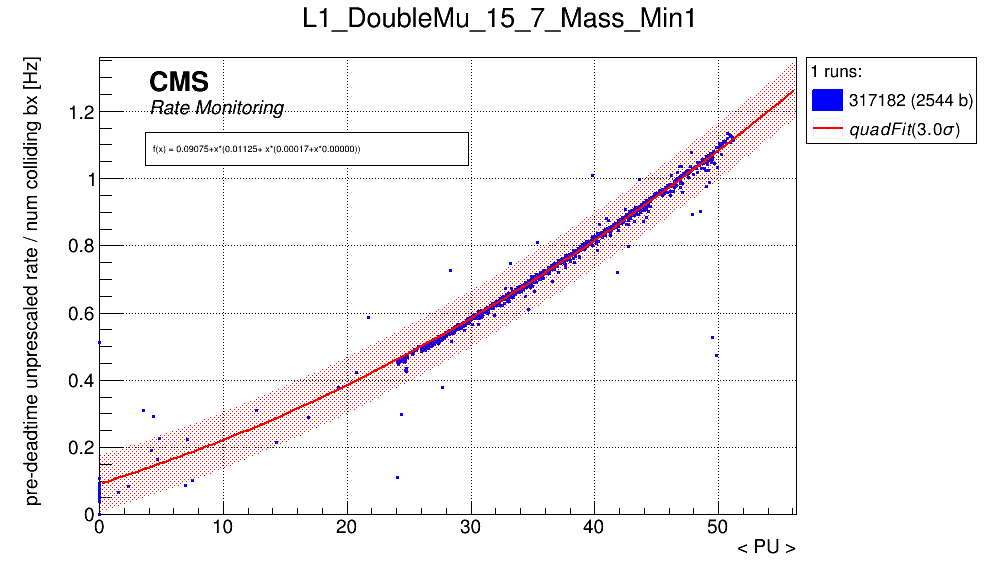 L1_DoubleMu_15_7_Mass_Min1
pre-deadtime unprescaled rate / num colliding bx [Hz]
CMS
Rate Monitoring
f(x) = 0.09075+x*(0.01125+ x*(0.00017+x*0.00000))
1 runs:
317182 (2544 b)
quadFit(3.0σ)
1.2
1
0.8
0.6
0.4
0.2
0
0 10 20 30 40 50
< PU >